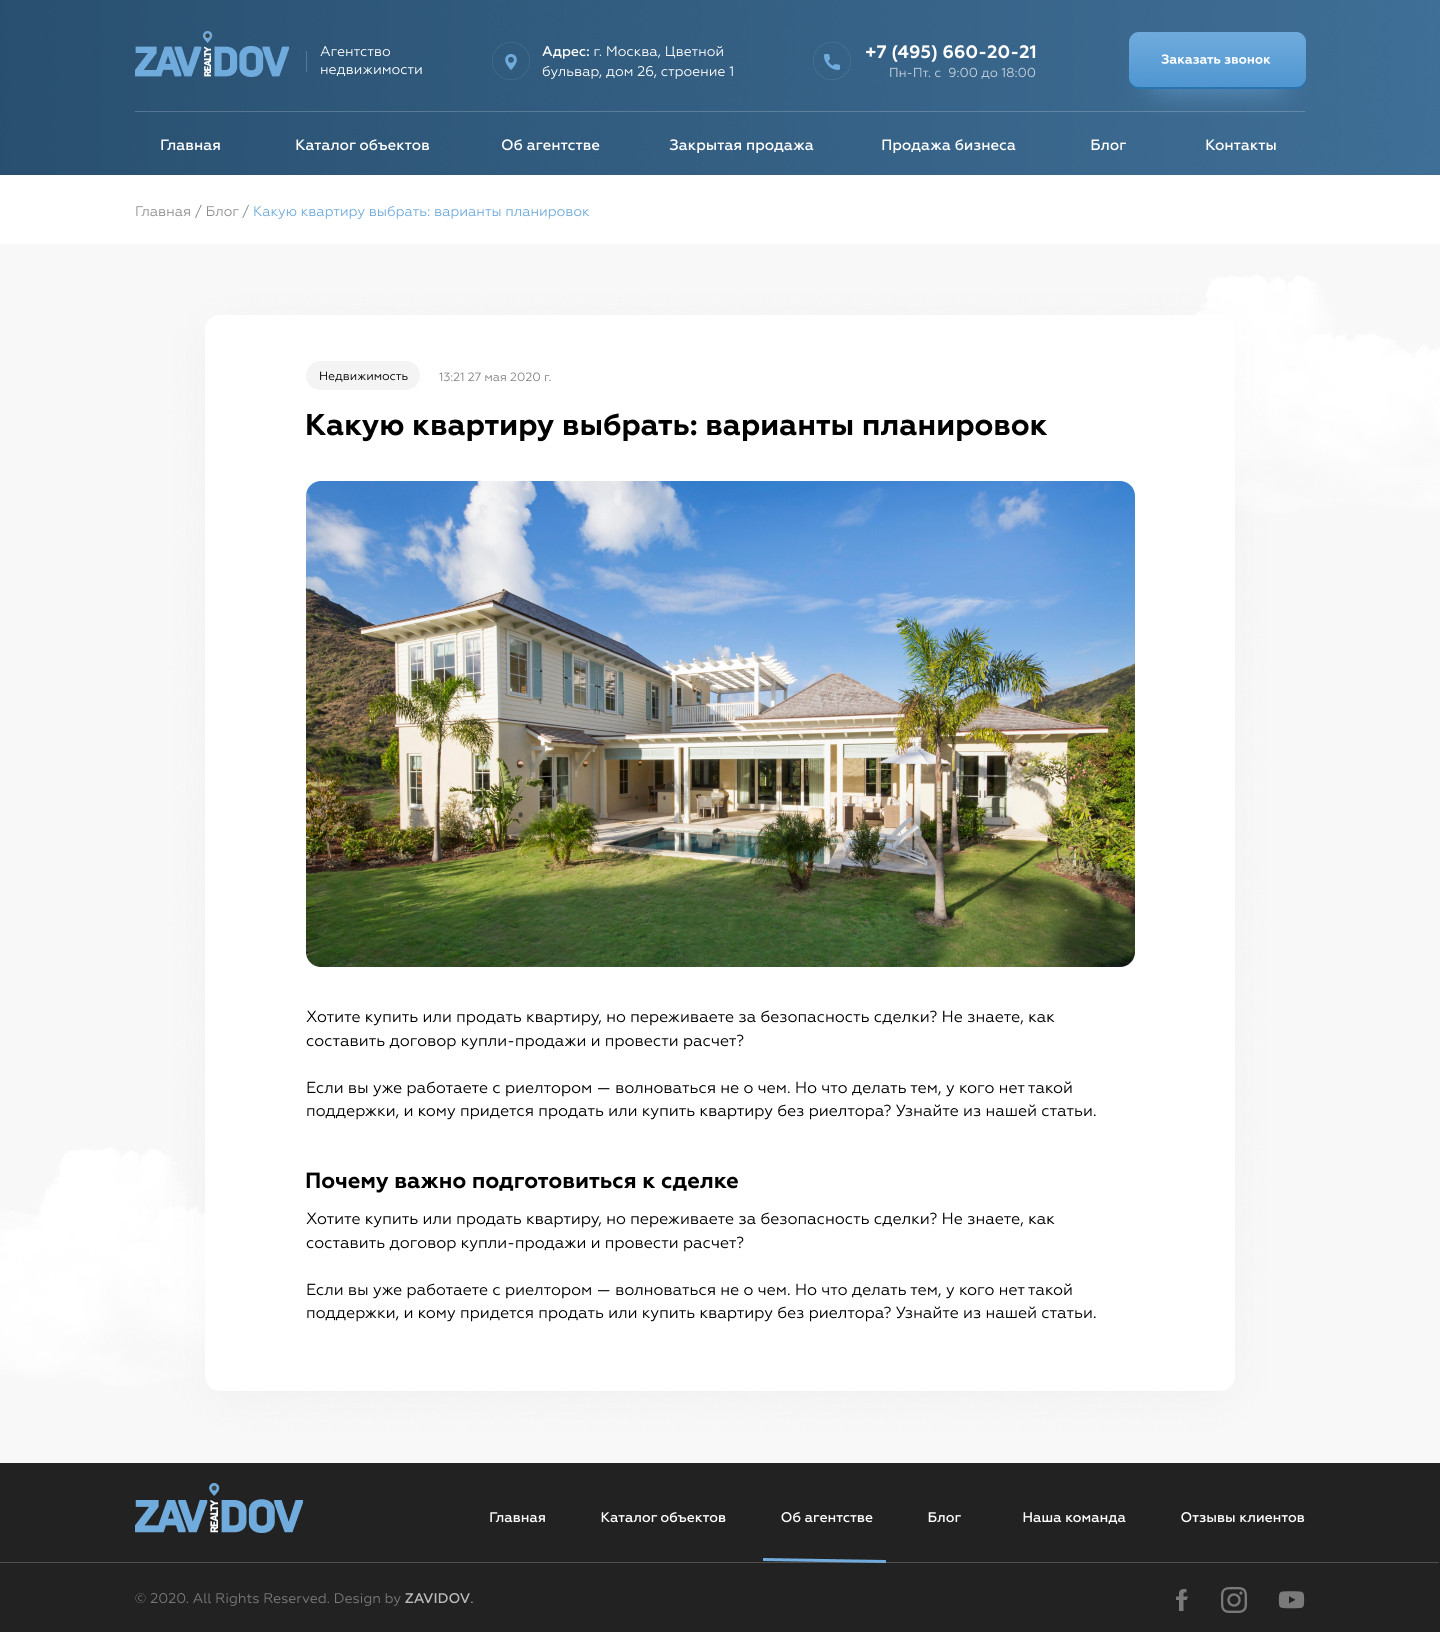 ZAVIDOV
REALTY
Агентство
недвижимости
Адрес: г. Москва, Цветной
бульвар, дом 26, строение 1
+7 (495) 660-20-21
Пн-Пт. с 9:00 до 18:00
Заказать звонок
Главная
Каталог объектов
Об агентстве
Закрытая продажа
Продажа бизнеса
Блог
Контакты
Главная / Блог / Какую квартиру выбрать: варианты планировок
Недвижимость
13:21 27 мая 2020 г.
Какую квартиру выбрать: варианты планировок
Хотите купить или продать квартиру, но переживаете за безопасность сделки? Не знаете, как
составить договор купли-продажи и провести расчет?
Если вы уже работаете с риелтором — волноваться не о чем. Но что делать тем, у кого нет такой
поддержки, и кому придется продать или купить квартиру без риелтора? Узнайте из нашей статьи.
Почему важно подготовиться к сделке
Хотите купить или продать квартиру, но переживаете за безопасность сделки? Не знаете, как
составить договор купли-продажи и провести расчет?
Если вы уже работаете с риелтором — волноваться не о чем. Но что делать тем, у кого нет такой
поддержки, и кому придется продать или купить квартиру без риелтора? Узнайте из нашей статьи.
ZAVIDOV
REALTY
Главная
Каталог объектов
Об агентстве
Блог
Наша команда
Отзывы клиентов
© 2020. All Rights Reserved. Design by ZAVIDOV.